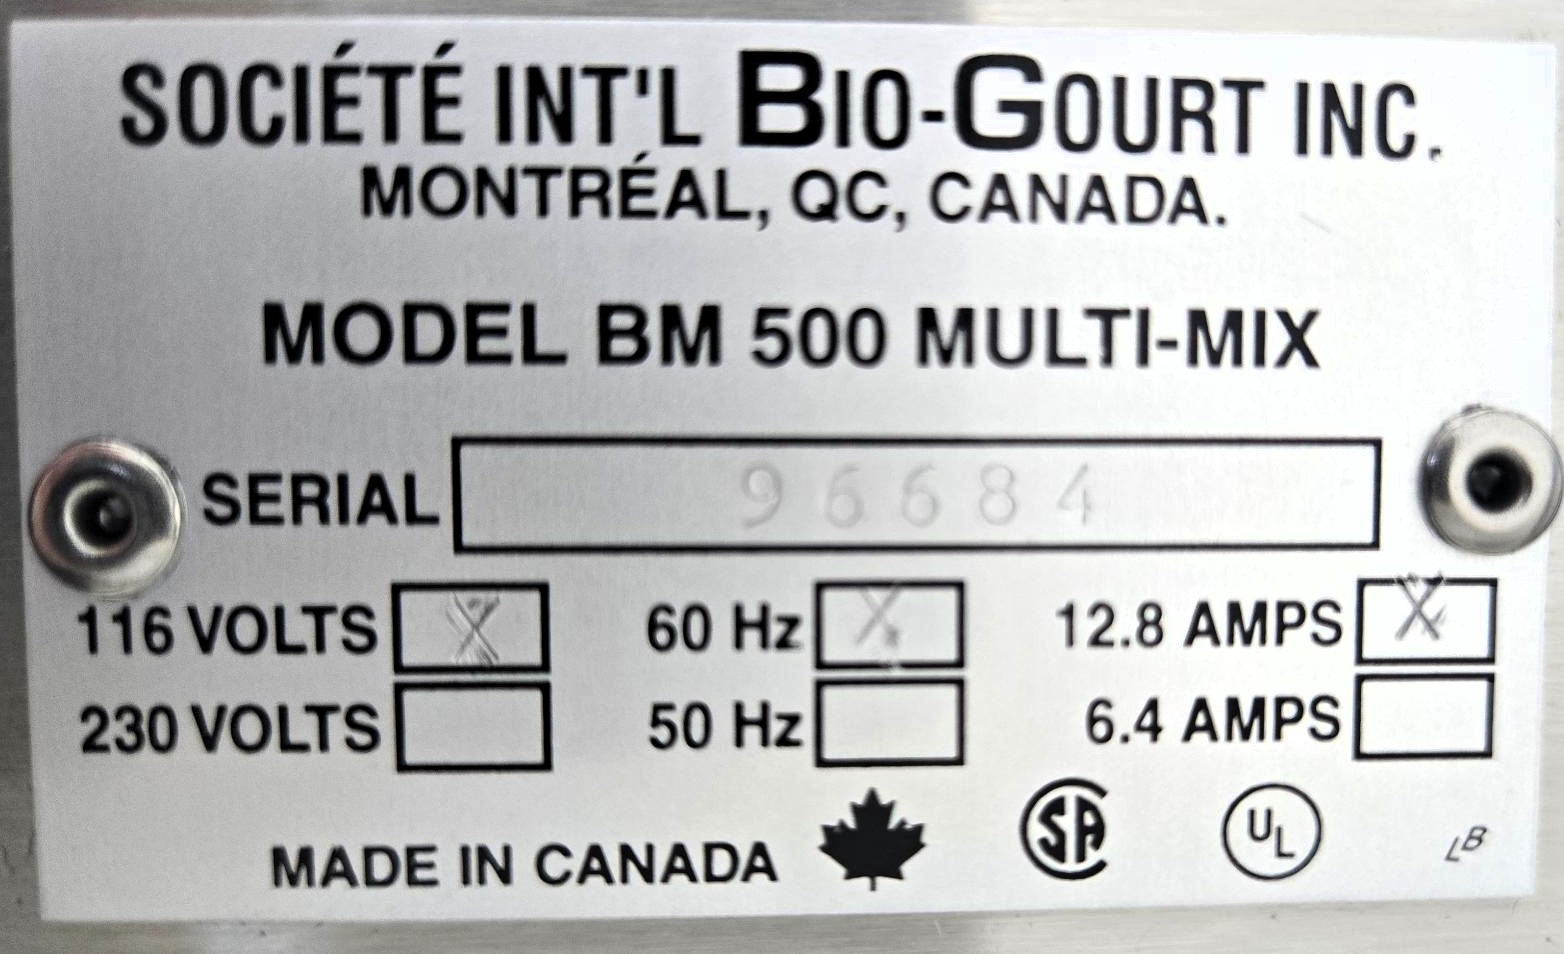 SOCIÉTÉ INT'L BIO-GOURT INC.
MONTRÉAL, QC, CANADA.
MODEL BM 500 MULTI-MIX
SERIAL 96684
116 VOLTS X 60 Hz X 12.8 AMPS X
230 VOLTS 50 Hz 6.4 AMPS
MADE IN CANADA SA UL LB